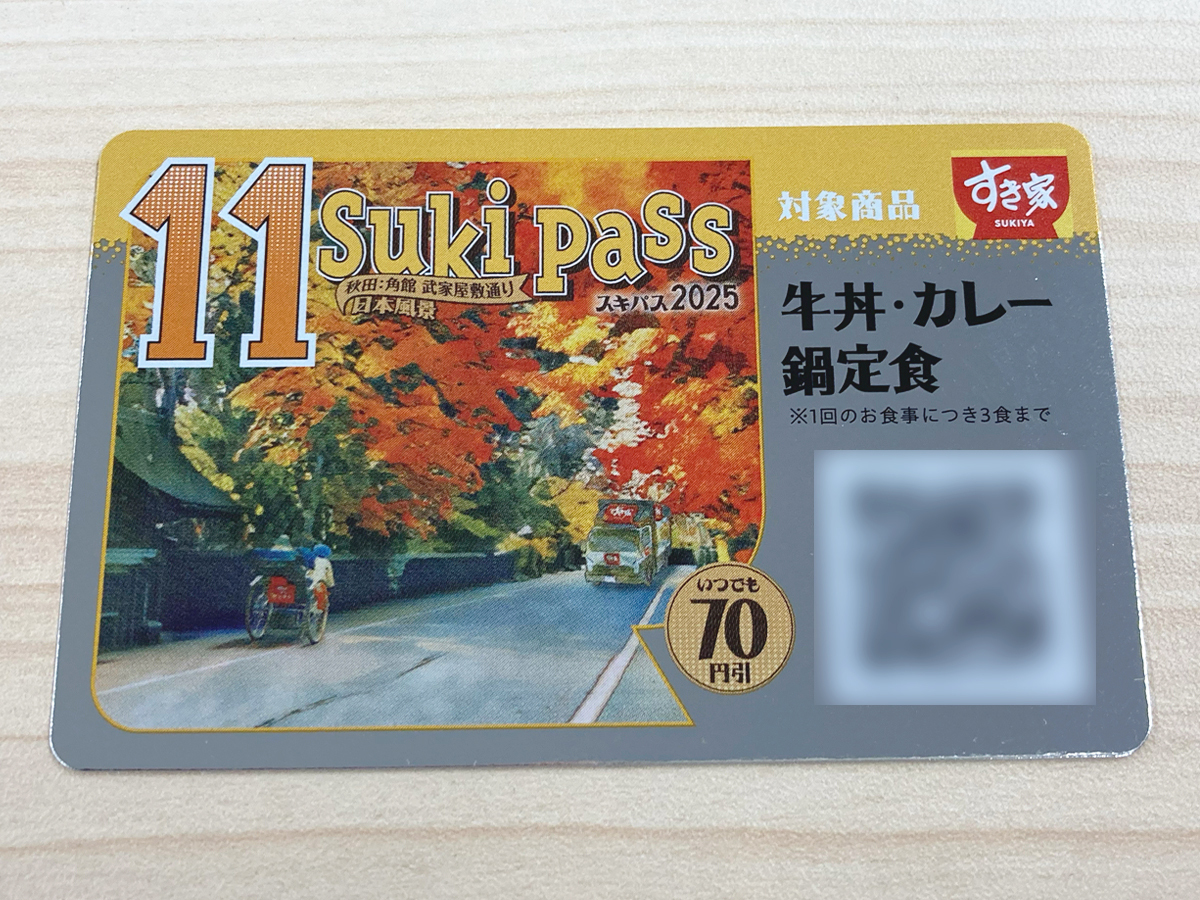 11
Suki pass
秋田:角館 武家屋敷通り
日本風景
スキパス2025
対象商品
すき家
SUKIYA
牛丼・カレー
鍋定食
※1回のお食事につき3食まで
すき家
いつでも
70
円引